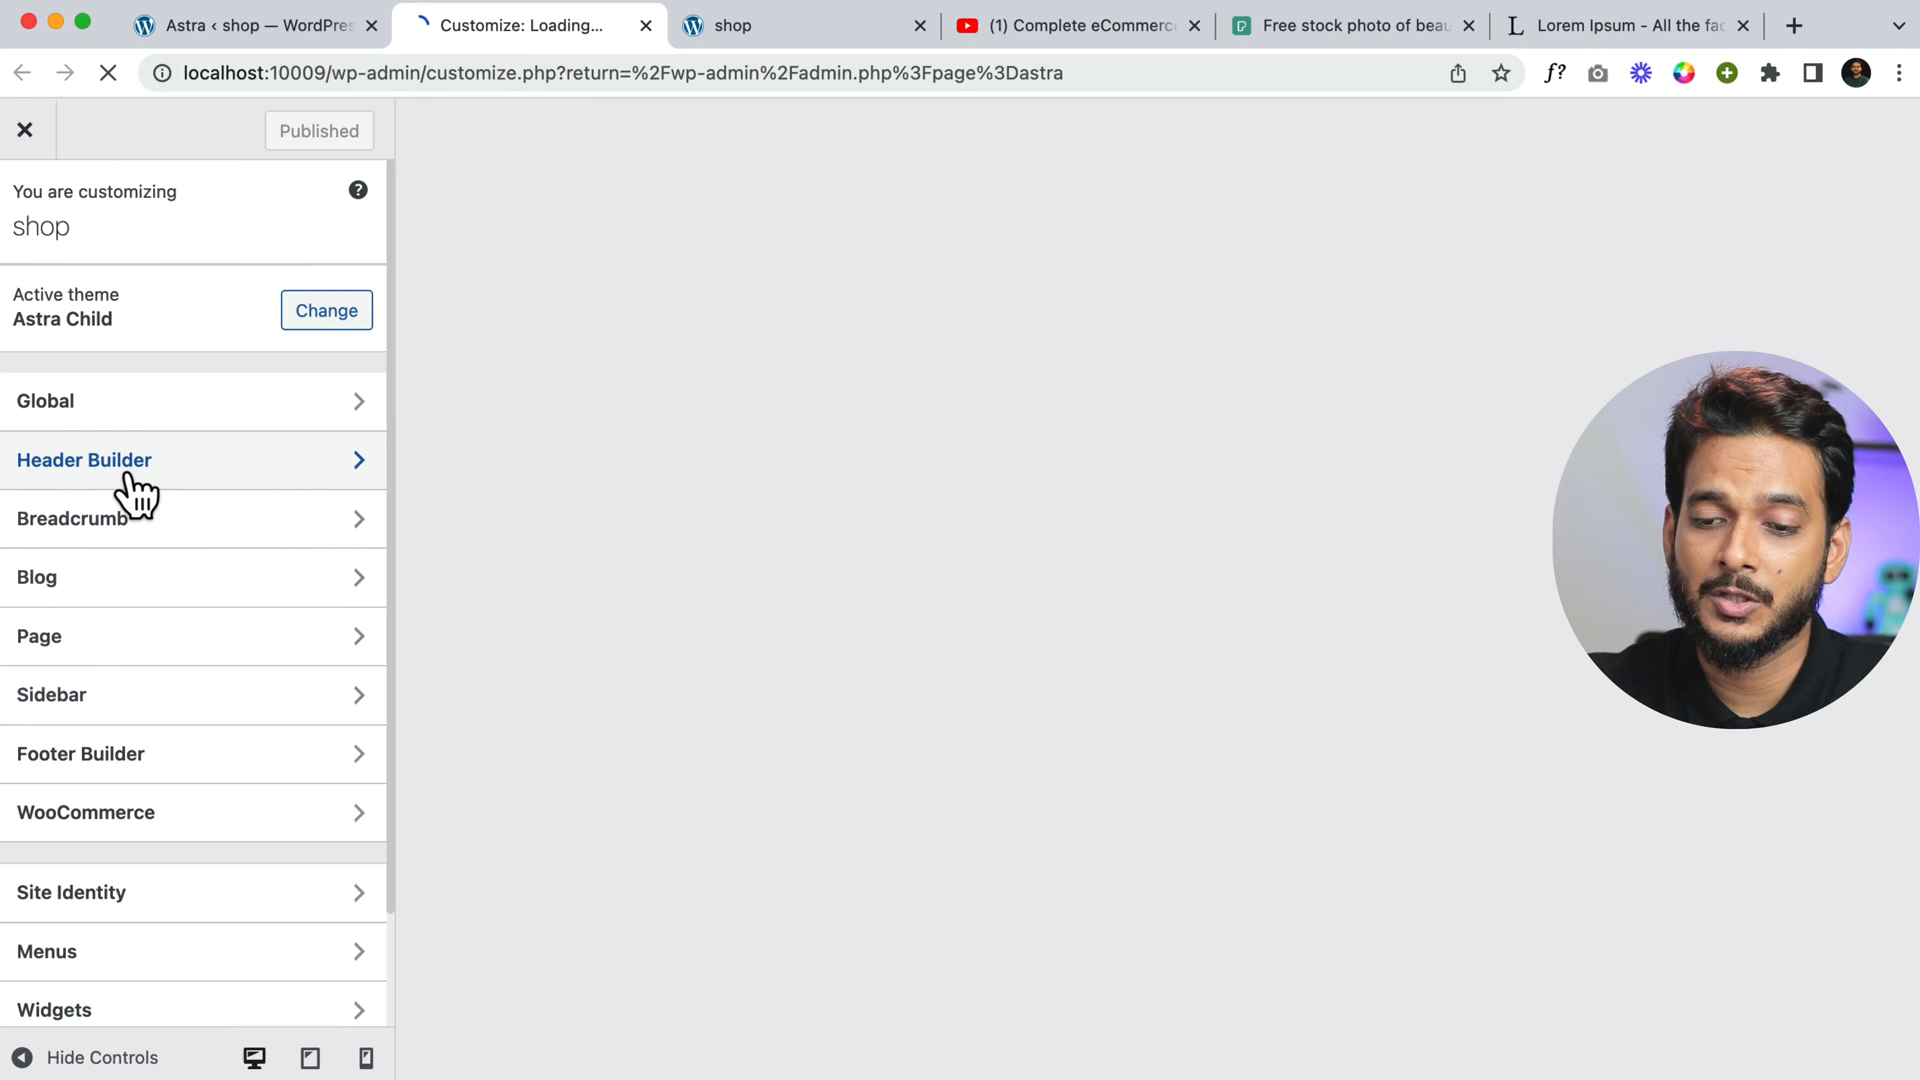 Astra ‹ shop — WordPres
Customize: Loading...
shop
(1) Complete eCommerc
Free stock photo of beau
Lorem Ipsum - All the fac
localhost:10009/wp-admin/customize.php?return=%2Fwp-admin%2Fadmin.php%3Fpage%3Dastra
f?
Published
You are customizing
shop
Active theme
Astra Child
Change
Global
Header Builder
Breadcrumb
Blog
Page
Sidebar
Footer Builder
WooCommerce
Site Identity
Menus
Widgets
Hide Controls